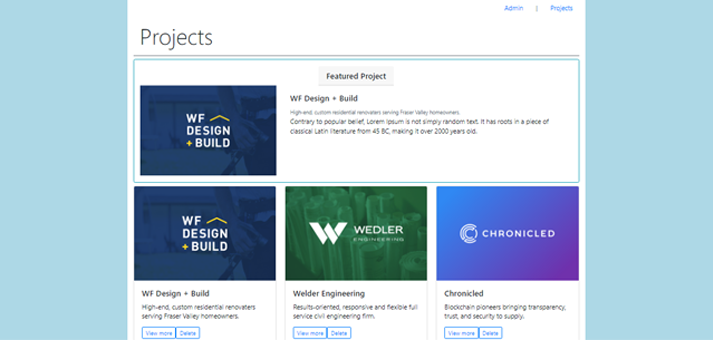 Admin | Projects
Projects
Featured Project
WF
DESIGN
+ BUILD
WF Design + Build
High-end, custom residential renovaters serving Fraser Valley homeowners.
Contrary to popular belief, Lorem Ipsum is not simply random text. It has roots in a piece of
classical Latin literature from 45 BC, making it over 2000 years old.
WF
DESIGN
+ BUILD
WF Design + Build
High-end, custom residential renovaters
serving Fraser Valley homeowners.
View more Delete
WEDLER
ENGINEERING
Welder Engineering
Results-oriented, responsive and flexible full
service civil engineering firm.
View more Delete
CHRONICLED
Chronicled
Blockchain pioneers bringing transparency,
trust, and security to supply.
View more Delete